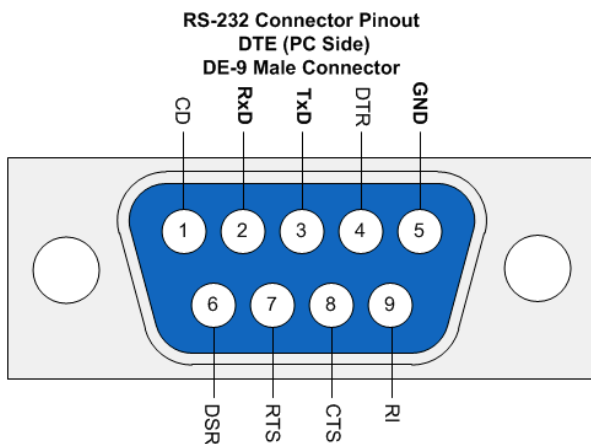 RS-232 Connector Pinout
DTE (PC Side)
DE-9 Male Connector
CD
RxD
TxD
DTR
GND
1
2
3
4
5
6
7
8
9
DSR
RTS
CTS
RI